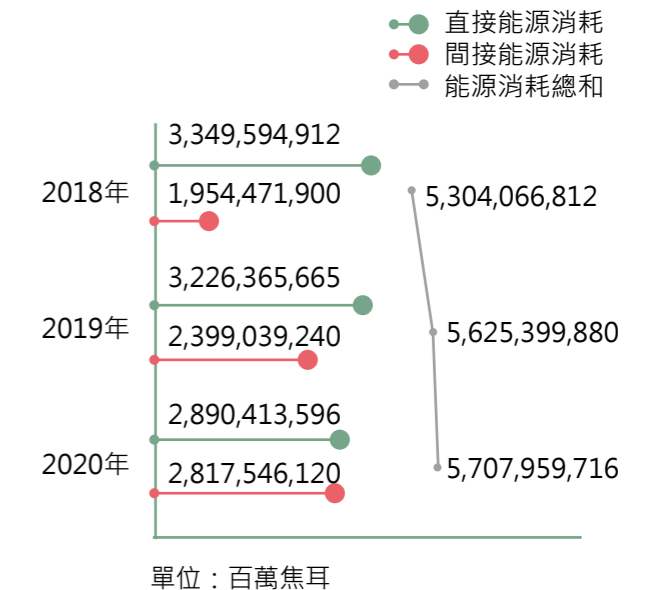 直接能源消耗
間接能源消耗
能源消耗總和
3,349,594,912
2018年
1,954,471,900
5,304,066,812
3,226,365,665
2019年
2,399,039,240
5,625,399,880
2,890,413,596
2020年
2,817,546,120
5,707,959,716
單位：百萬焦耳